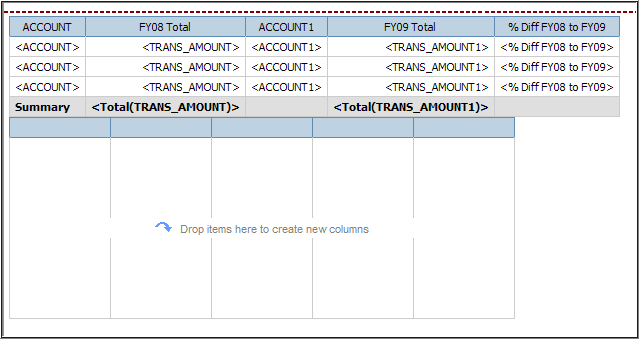 ACCOUNT FY08 Total ACCOUNT1 FY09 Total % Diff FY08 to FY09
<ACCOUNT> <TRANS_AMOUNT> <ACCOUNT1> <TRANS_AMOUNT1> <% Diff FY08 to FY09>
<ACCOUNT> <TRANS_AMOUNT> <ACCOUNT1> <TRANS_AMOUNT1> <% Diff FY08 to FY09>
<ACCOUNT> <TRANS_AMOUNT> <ACCOUNT1> <TRANS_AMOUNT1> <% Diff FY08 to FY09>
Summary <Total(TRANS_AMOUNT)> <Total(TRANS_AMOUNT1)>
Drop items here to create new columns